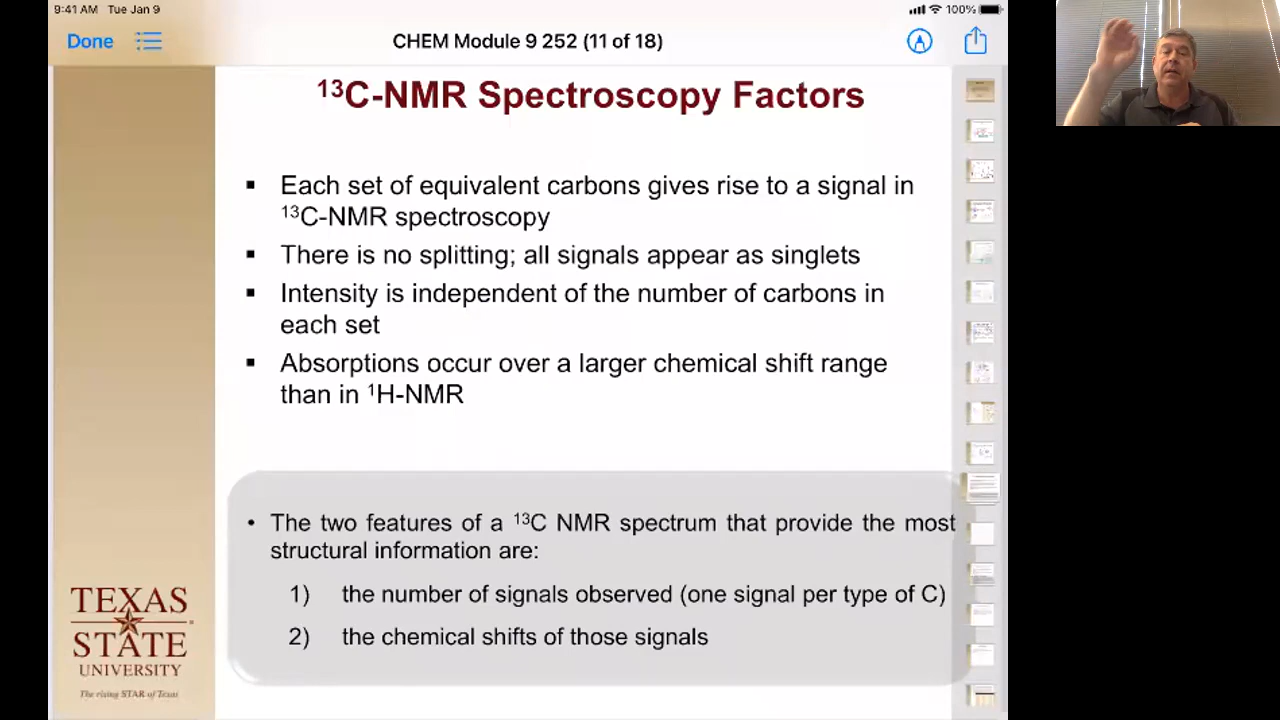 9:41 AM Tue Jan 9
100%
Done
CHEM Module 9 252 (11 of 18)
¹³C-NMR Spectroscopy Factors
▪ Each set of equivalent carbons gives rise to a signal in
¹³C-NMR spectroscopy
▪ There is no splitting; all signals appear as singlets
▪ Intensity is independent of the number of carbons in
each set
▪ Absorptions occur over a larger chemical shift range
than in ¹H-NMR
• The two features of a ¹³C NMR spectrum that provide the most
structural information are:
1) the number of signals observed (one signal per type of C)
2) the chemical shifts of those signals
TEXAS
STATE
UNIVERSITY
The rising STAR of Texas